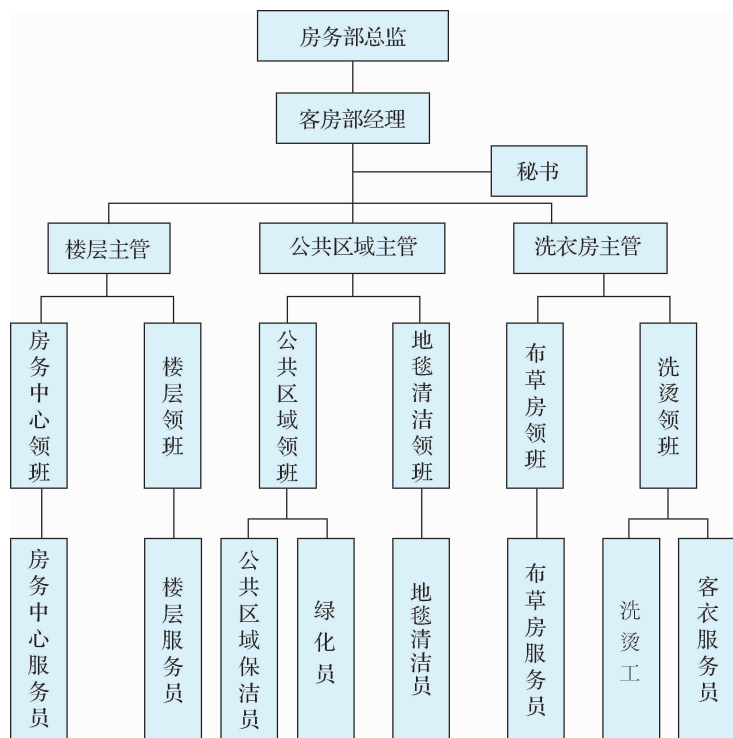 房务部总监
客房部经理
秘书
楼层主管
公共区域主管
洗衣房主管
房务中心领班
楼层领班
公共区域领班
地毯清洁领班
布草房领班
洗烫领班
房务中心服务员
楼层服务员
公共区域保洁员
绿化员
地毯清洁员
布草房服务员
洗烫工
客衣服务员